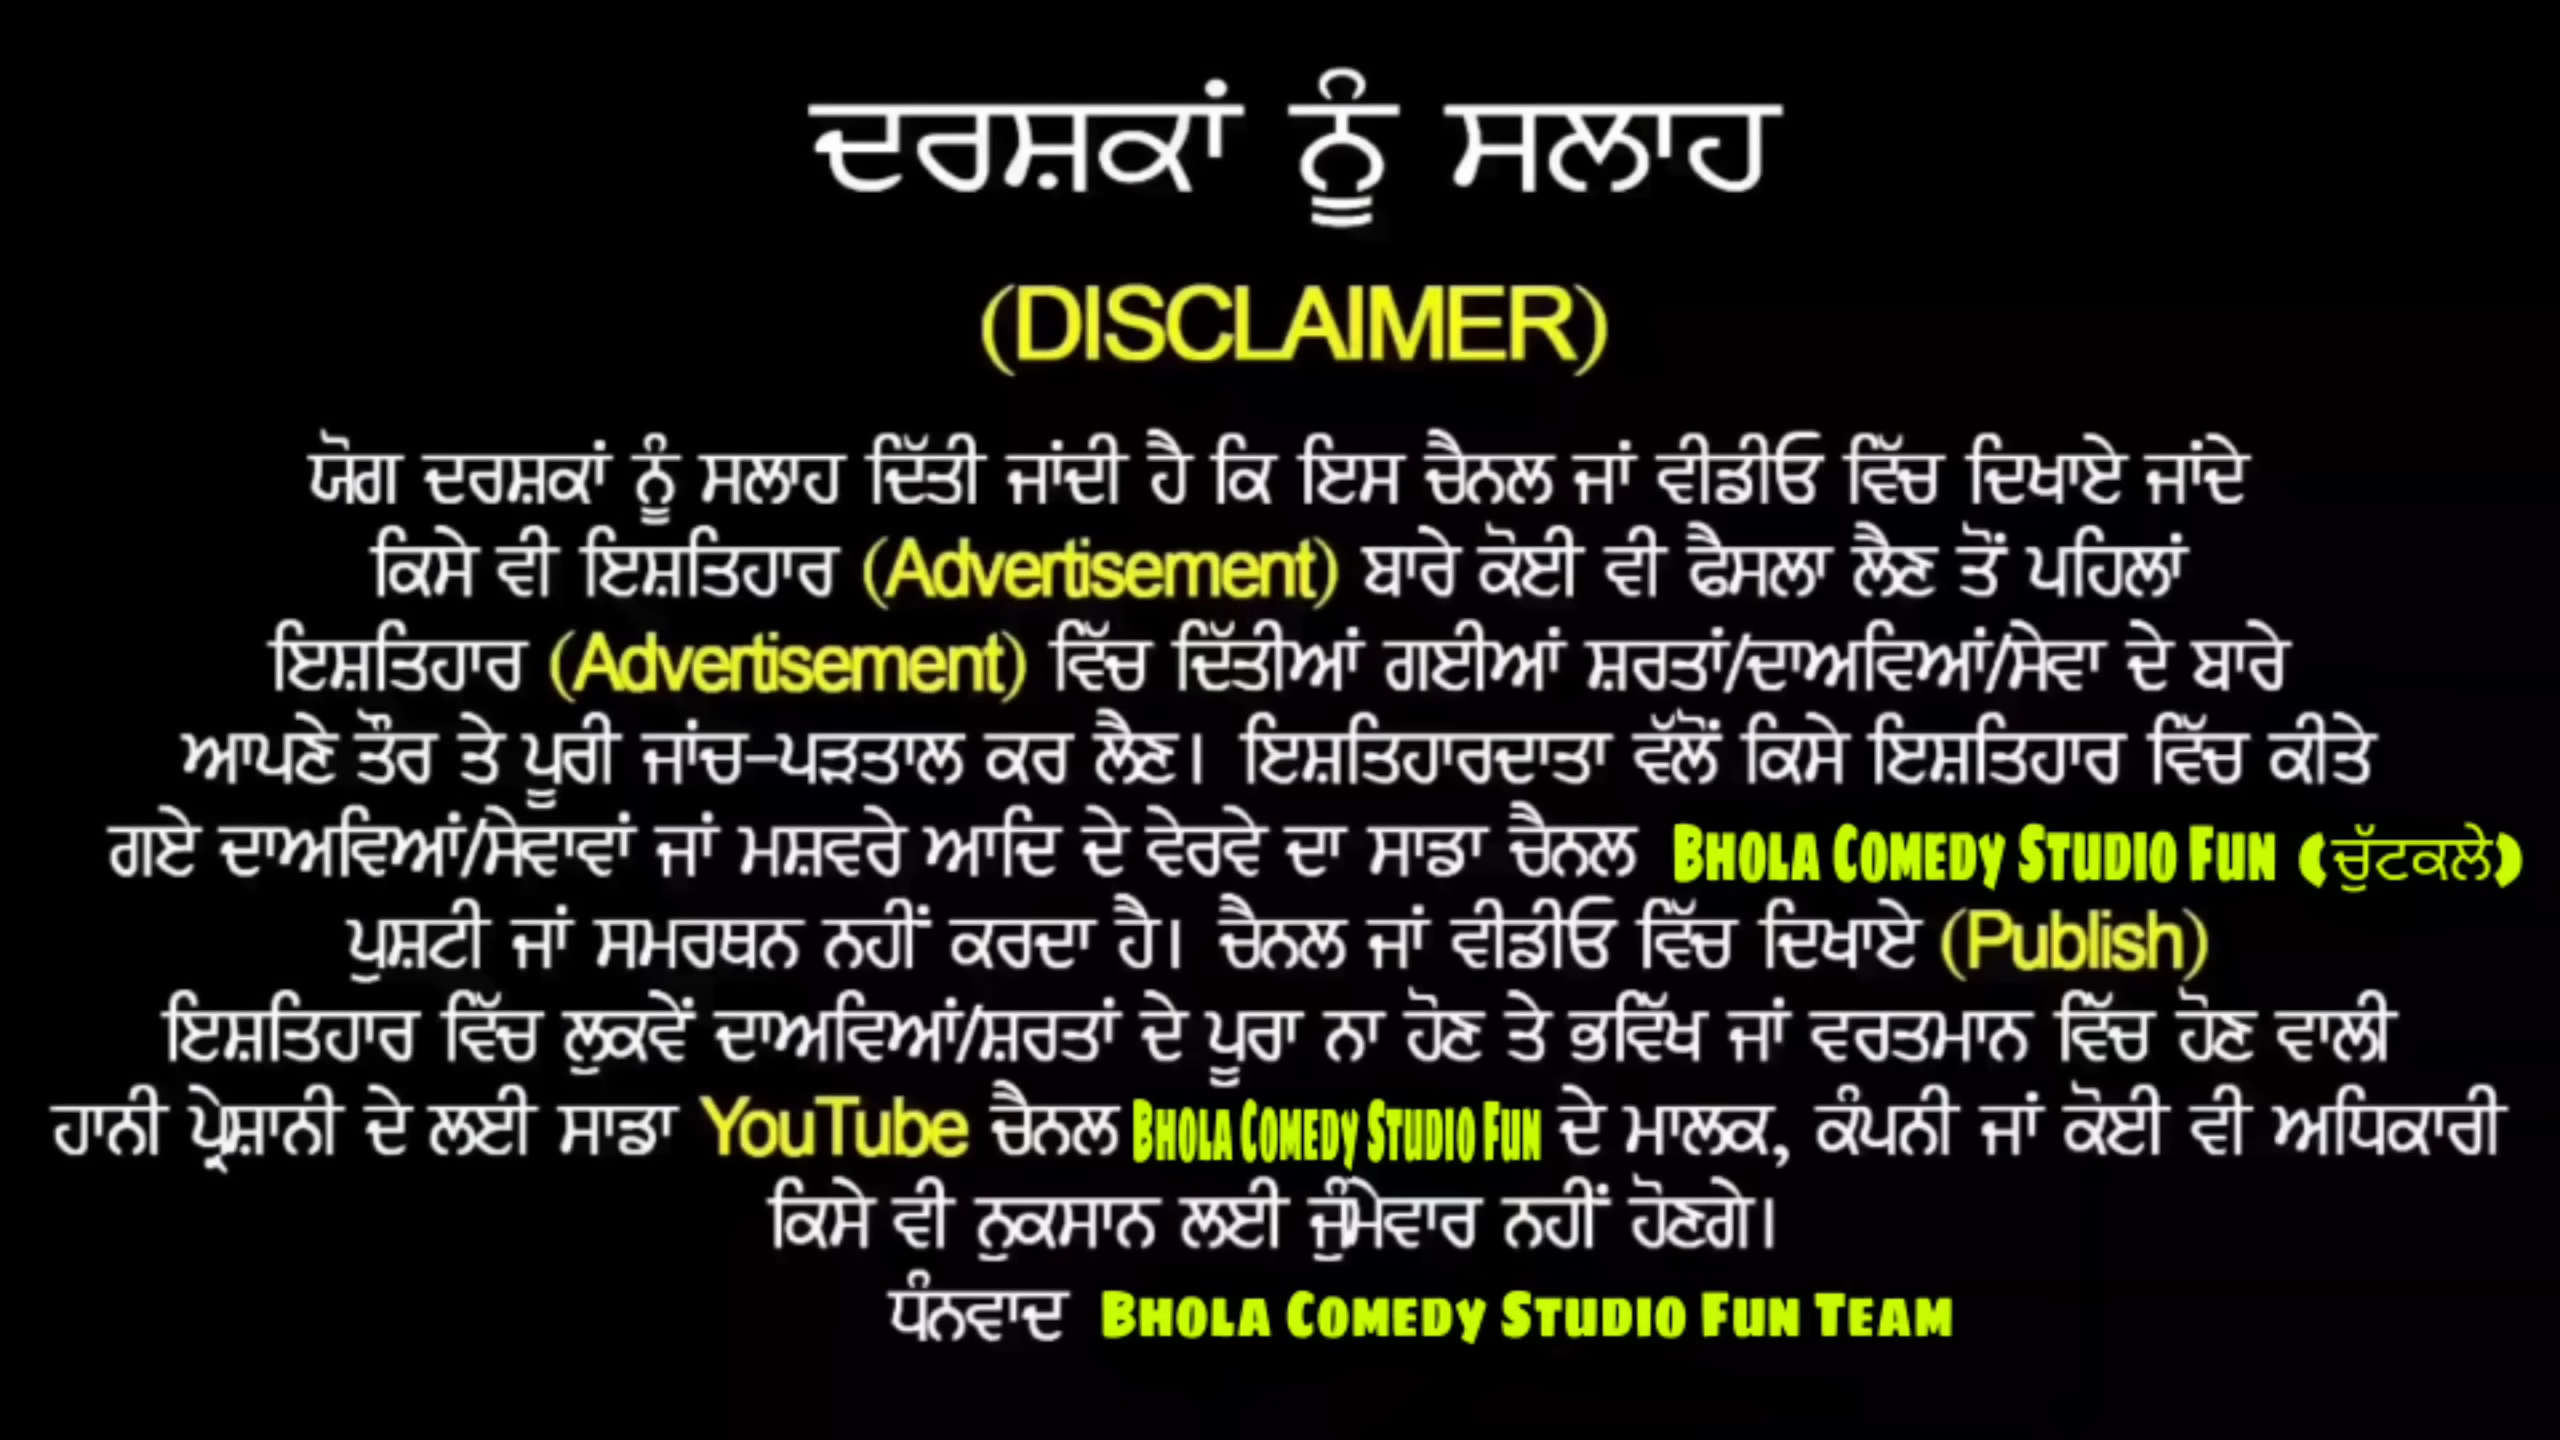 ਦਰਸ਼ਕਾਂ ਨੂੰ ਸਲਾਹ
(DISCLAIMER)
ਯੋਗ ਦਰਸ਼ਕਾਂ ਨੂੰ ਸਲਾਹ ਦਿੱਤੀ ਜਾਂਦੀ ਹੈ ਕਿ ਇਸ ਚੈਨਲ ਜਾਂ ਵੀਡੀਓ ਵਿੱਚ ਦਿਖਾਏ ਜਾਂਦੇ
ਕਿਸੇ ਵੀ ਇਸ਼ਤਿਹਾਰ (Advertisement) ਬਾਰੇ ਕੋਈ ਵੀ ਫੈਸਲਾ ਲੈਣ ਤੋਂ ਪਹਿਲਾਂ
ਇਸ਼ਤਿਹਾਰ (Advertisement) ਵਿੱਚ ਦਿੱਤੀਆਂ ਗਈਆਂ ਸ਼ਰਤਾਂ/ਦਾਅਵਿਆਂ/ਸੇਵਾ ਦੇ ਬਾਰੇ
ਆਪਣੇ ਤੌਰ ਤੇ ਪੂਰੀ ਜਾਂਚ-ਪੜਤਾਲ ਕਰ ਲੈਣ। ਇਸ਼ਤਿਹਾਰਦਾਤਾ ਵੱਲੋਂ ਕਿਸੇ ਇਸ਼ਤਿਹਾਰ ਵਿੱਚ ਕੀਤੇ
ਗਏ ਦਾਅਵਿਆਂ/ਸੇਵਾਵਾਂ ਜਾਂ ਮਸ਼ਵਰੇ ਆਦਿ ਦੇ ਵੇਰਵੇ ਦਾ ਸਾਡਾ ਚੈਨਲ BHOLA COMEDY STUDIO FUN (ਚੁੱਟਕਲੇ)
ਪੁਸ਼ਟੀ ਜਾਂ ਸਮਰਥਨ ਨਹੀਂ ਕਰਦਾ ਹੈ। ਚੈਨਲ ਜਾਂ ਵੀਡੀਓ ਵਿੱਚ ਦਿਖਾਏ (Publish)
ਇਸ਼ਤਿਹਾਰ ਵਿੱਚ ਲੁਕਵੇਂ ਦਾਅਵਿਆਂ/ਸ਼ਰਤਾਂ ਦੇ ਪੂਰਾ ਨਾ ਹੋਣ ਤੇ ਭਵਿੱਖ ਜਾਂ ਵਰਤਮਾਨ ਵਿੱਚ ਹੋਣ ਵਾਲੀ
ਹਾਨੀ ਪ੍ਰੇਸ਼ਾਨੀ ਦੇ ਲਈ ਸਾਡਾ YouTube ਚੈਨਲ BHOLA COMEDY STUDIO FUN ਦੇ ਮਾਲਕ, ਕੰਪਨੀ ਜਾਂ ਕੋਈ ਵੀ ਅਧਿਕਾਰੀ
ਕਿਸੇ ਵੀ ਨੁਕਸਾਨ ਲਈ ਜੁੰਮੇਵਾਰ ਨਹੀਂ ਹੋਣਗੇ।
ਧੰਨਵਾਦ BHOLA COMEDY STUDIO FUN TEAM